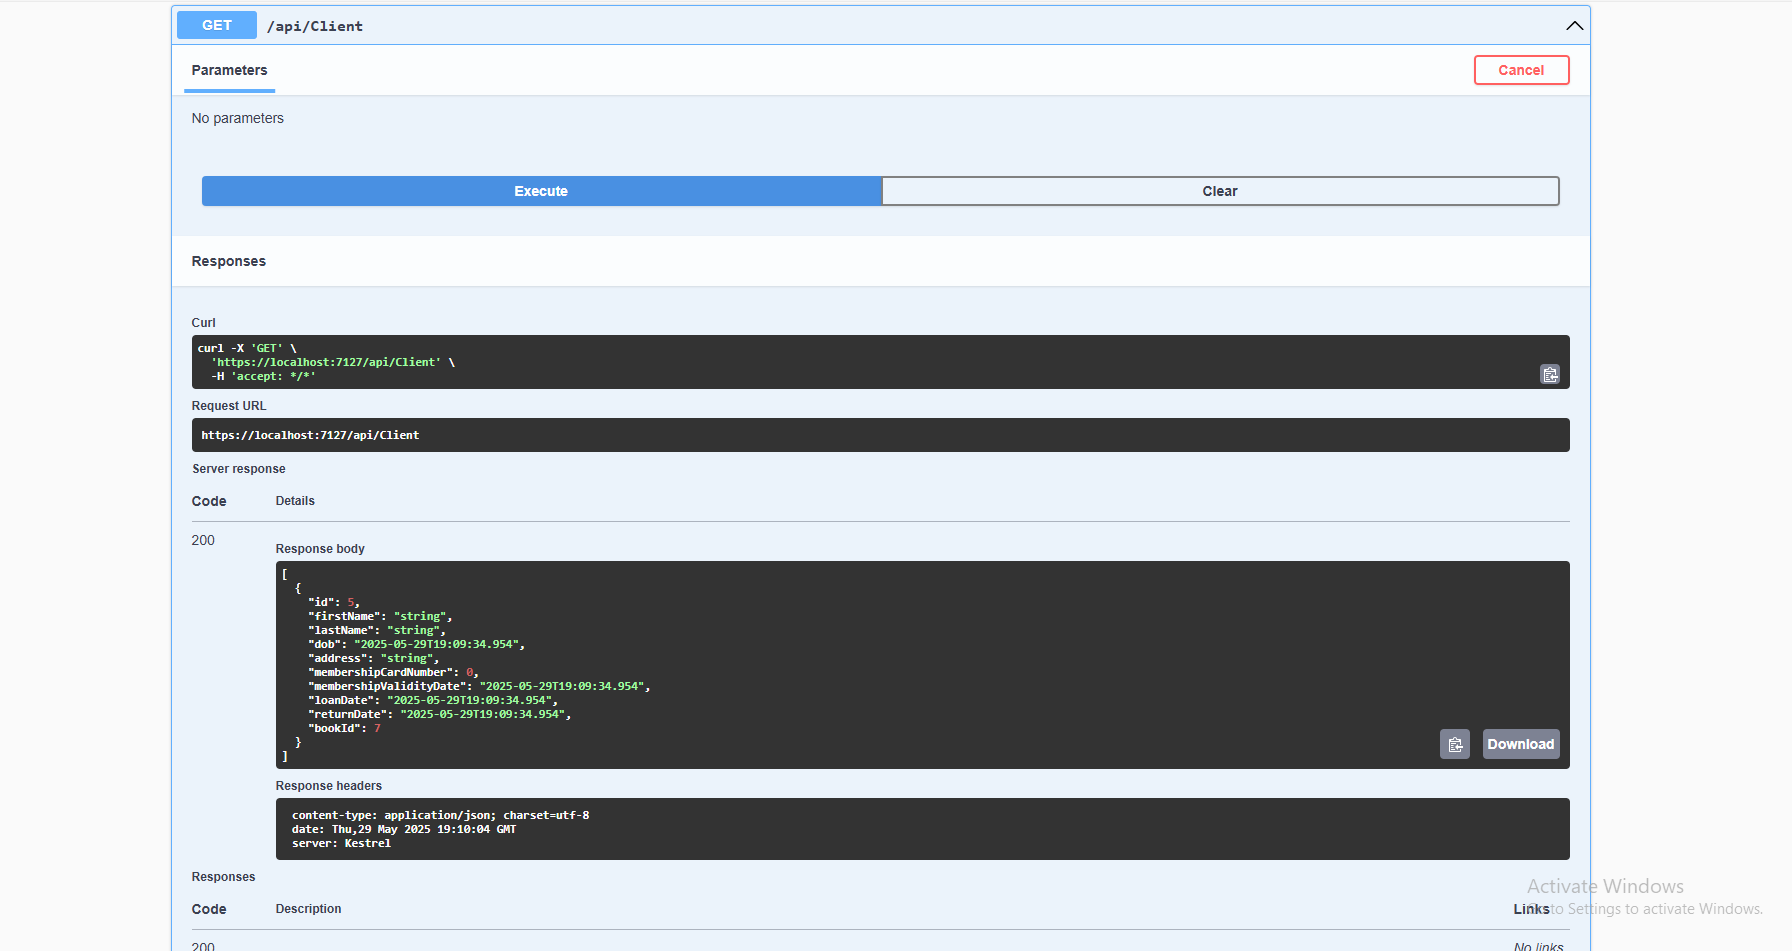 GET /api/Client
Parameters
Cancel
No parameters
Execute
Clear
Responses
Curl
curl -X 'GET' \
'https://localhost:7127/api/Client' \
-H 'accept: */*'
Request URL
https://localhost:7127/api/Client
Server response
Code Details
200
Response body
[
{
"id": 5,
"firstName": "string",
"lastName": "string",
"dob": "2025-05-29T19:09:34.954",
"address": "string",
"membershipCardNumber": 0,
"membershipValidityDate": "2025-05-29T19:09:34.954",
"loanDate": "2025-05-29T19:09:34.954",
"returnDate": "2025-05-29T19:09:34.954",
"bookId": 7
}
]
Download
Response headers
content-type: application/json; charset=utf-8
date: Thu,29 May 2025 19:10:04 GMT
server: Kestrel
Responses
Activate Windows
Code Description Links
Go to Settings to activate Windows.
200 No links